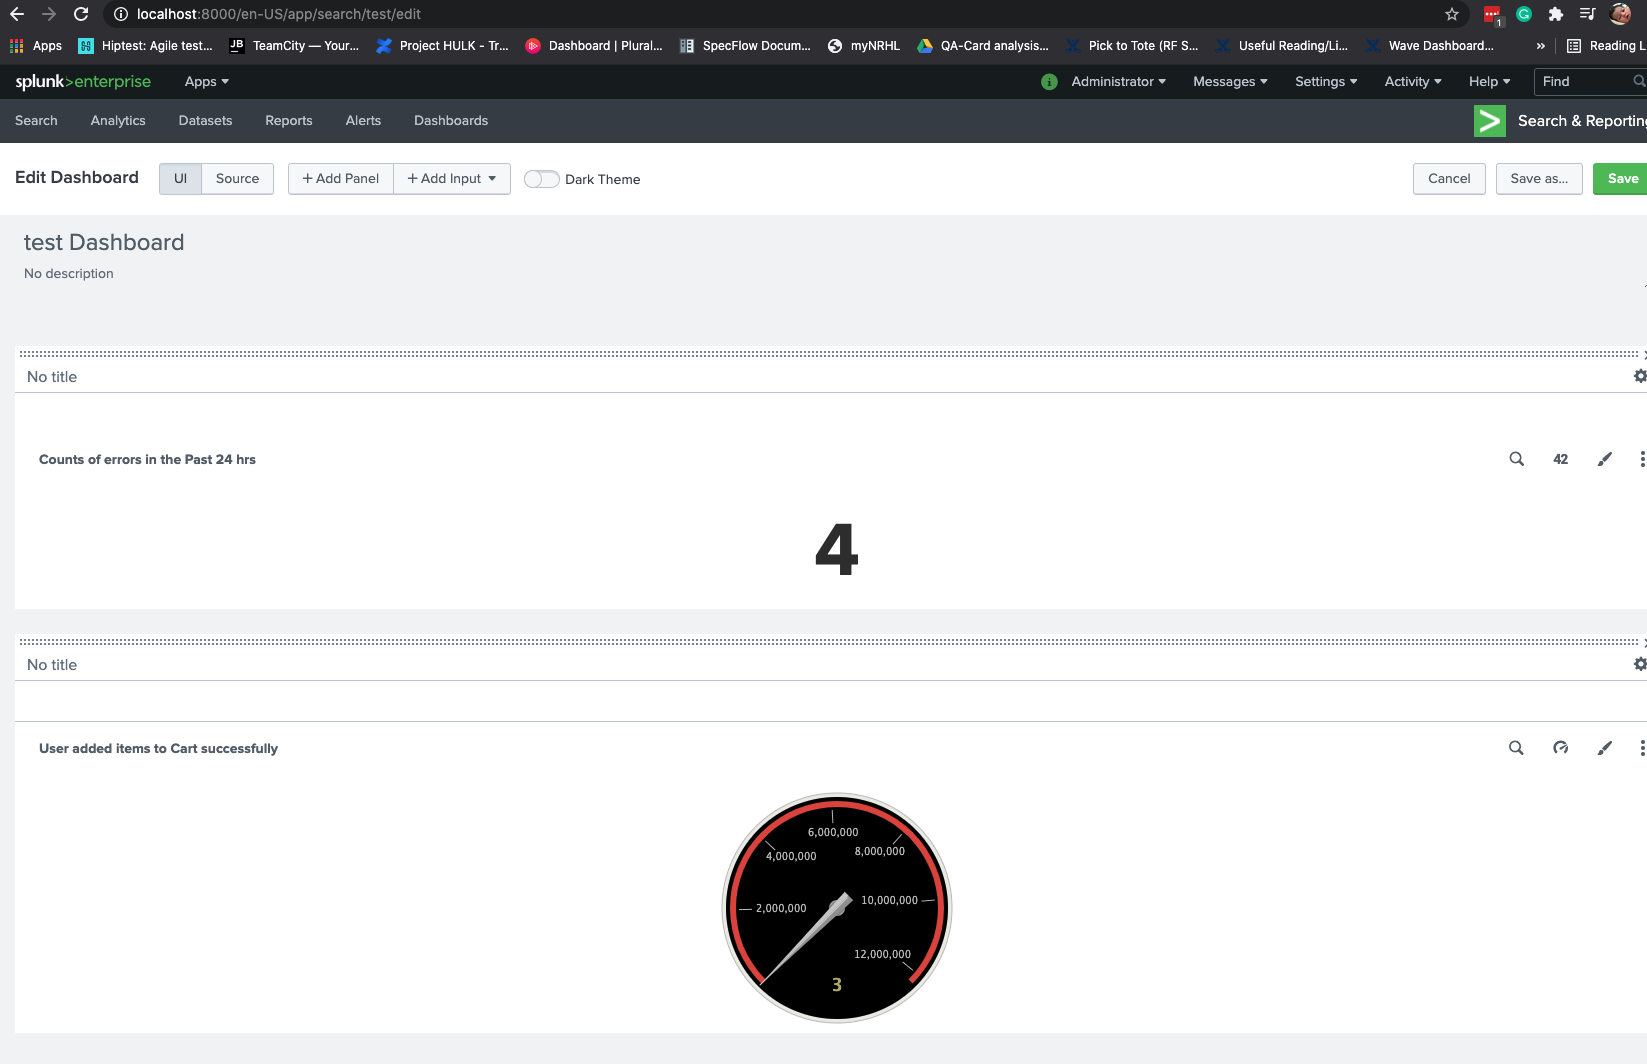 localhost:8000/en-US/app/search/test/edit
1
Apps Hiptest: Agile test... JB TeamCity — Your... Project HULK - Tr... Dashboard | Plural... SpecFlow Docum... myNRHL QA-Card analysis... Pick to Tote (RF S... Useful Reading/Li... Wave Dashboard... » Reading L
splunk>enterprise Apps Administrator Messages Settings Activity Help Find
Search Analytics Datasets Reports Alerts Dashboards Search & Reporting
Edit Dashboard UI Source + Add Panel + Add Input Dark Theme Cancel Save as... Save
test Dashboard
No description
No title
Counts of errors in the Past 24 hrs 42
4
No title
User added items to Cart successfully
6,000,000
4,000,000 8,000,000
2,000,000 10,000,000
12,000,000
3